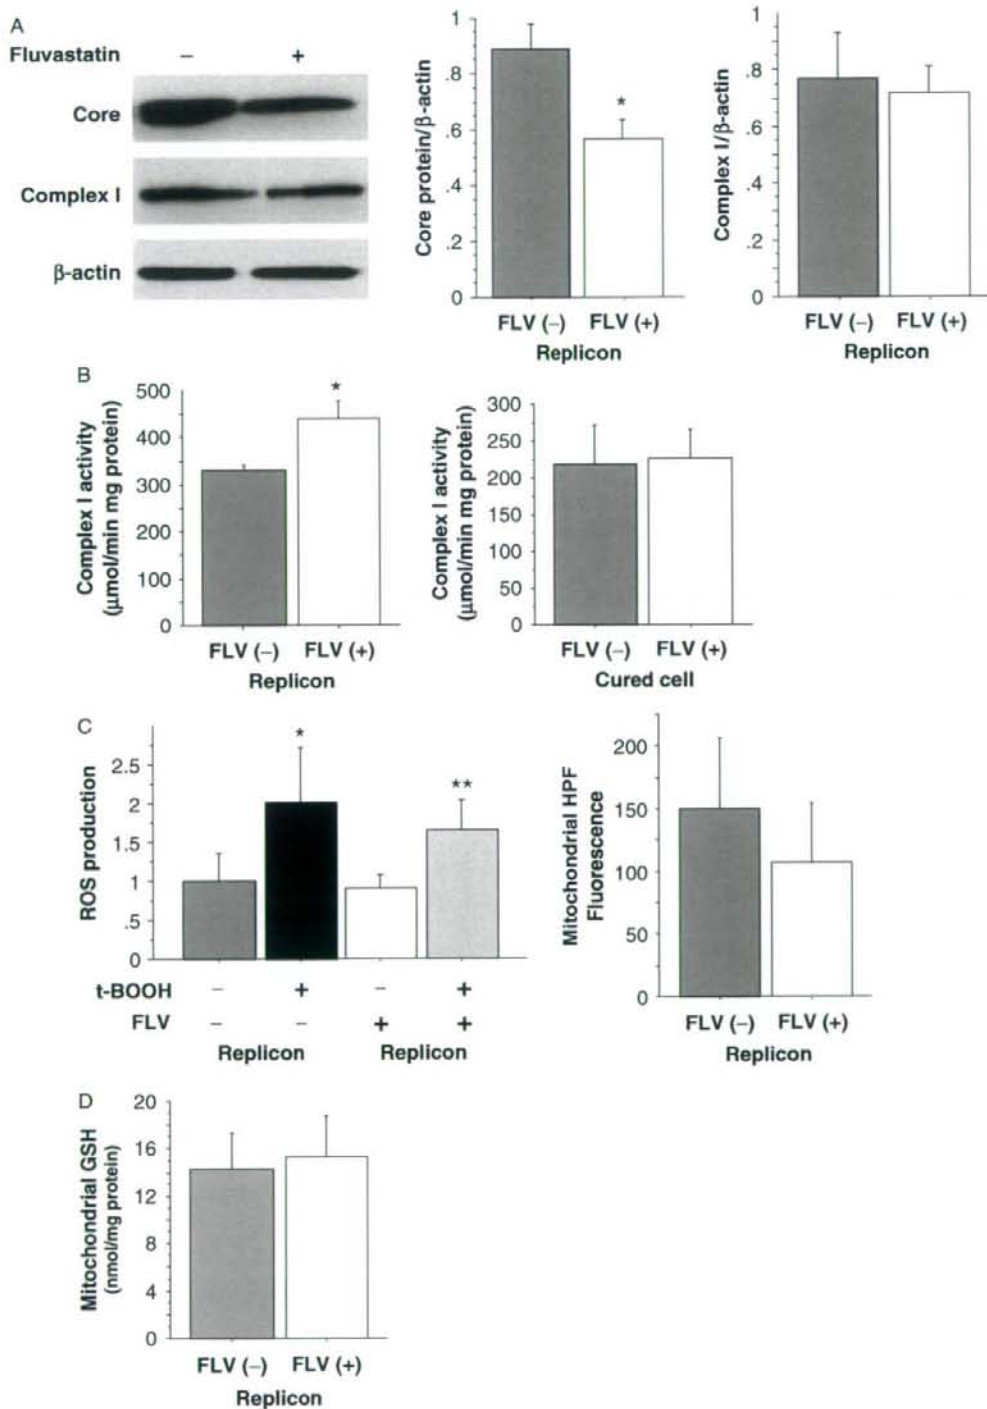 A
Fluvastatin – +
Core
Complex I
β-actin
Core protein/β-actin
1
.8
.6
.4
.2
0
*
FLV (–) FLV (+)
Replicon
Complex I/β-actin
1
.8
.6
.4
.2
0
FLV (–) FLV (+)
Replicon
B
Complex I activity
(μmol/min mg protein)
500
400
300
200
100
0
*
FLV (–) FLV (+)
Replicon
Complex I activity
(μmol/min mg protein)
300
250
200
150
100
50
0
FLV (–) FLV (+)
Cured cell
C
ROS production
2.5
2
1.5
1
.5
0
*
**
t-BOOH – + – +
FLV – – + +
Replicon Replicon
Mitochondrial HPF
Fluorescence
200
150
100
50
0
FLV (–) FLV (+)
Replicon
D
Mitochondrial GSH
(nmol/mg protein)
20
16
12
8
4
0
FLV (–) FLV (+)
Replicon